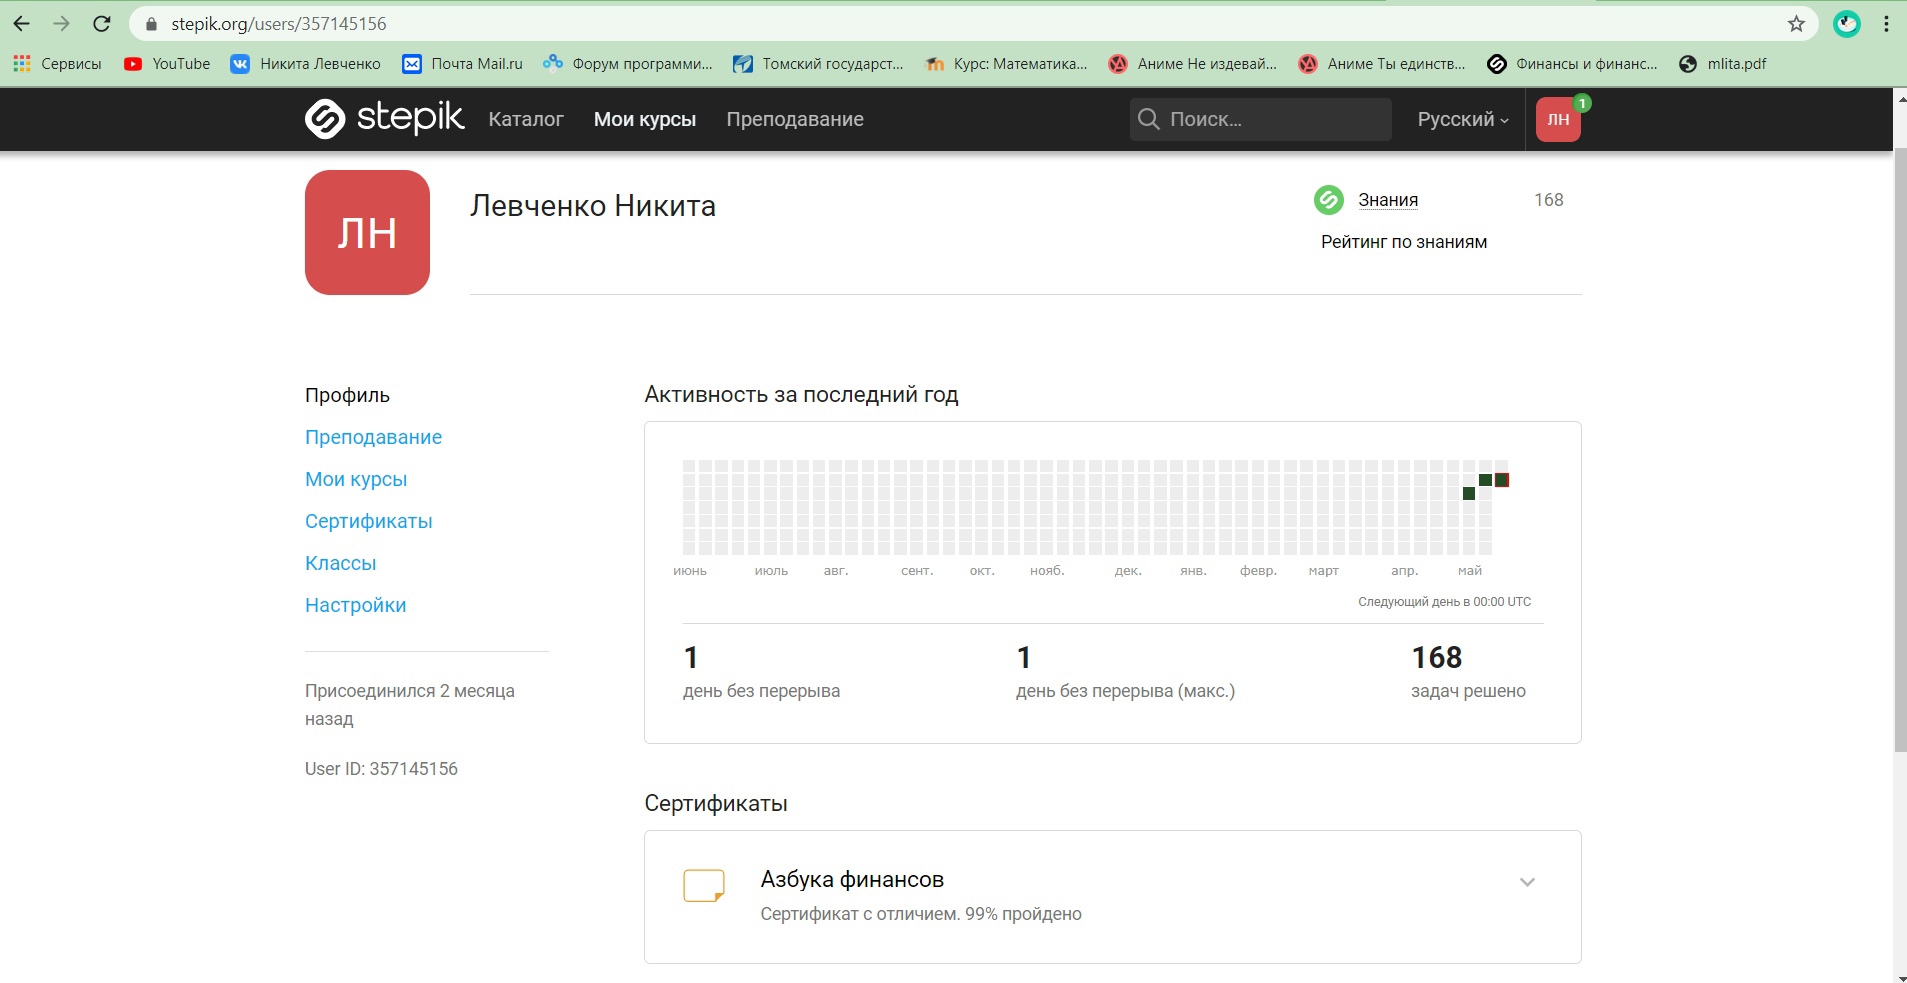 stepik.org/users/357145156
Сервисы YouTube Никита Левченко Почта Mail.ru Форум программи... Томский государст... Курс: Математика... Аниме Не издевай... Аниме Ты единств... Финансы и финанс... mlita.pdf
stepik Каталог Мои курсы Преподавание Поиск... Русский ЛН 1
ЛН
Левченко Никита
Знания 168
Рейтинг по знаниям
Профиль
Преподавание
Мои курсы
Сертификаты
Классы
Настройки
Присоединился 2 месяца
назад
User ID: 357145156
Активность за последний год
июнь июль авг. сент. окт. нояб. дек. янв. февр. март апр. май
Следующий день в 00:00 UTC
1 1 168
день без перерыва день без перерыва (макс.) задач решено
Сертификаты
Азбука финансов
Сертификат с отличием. 99% пройдено